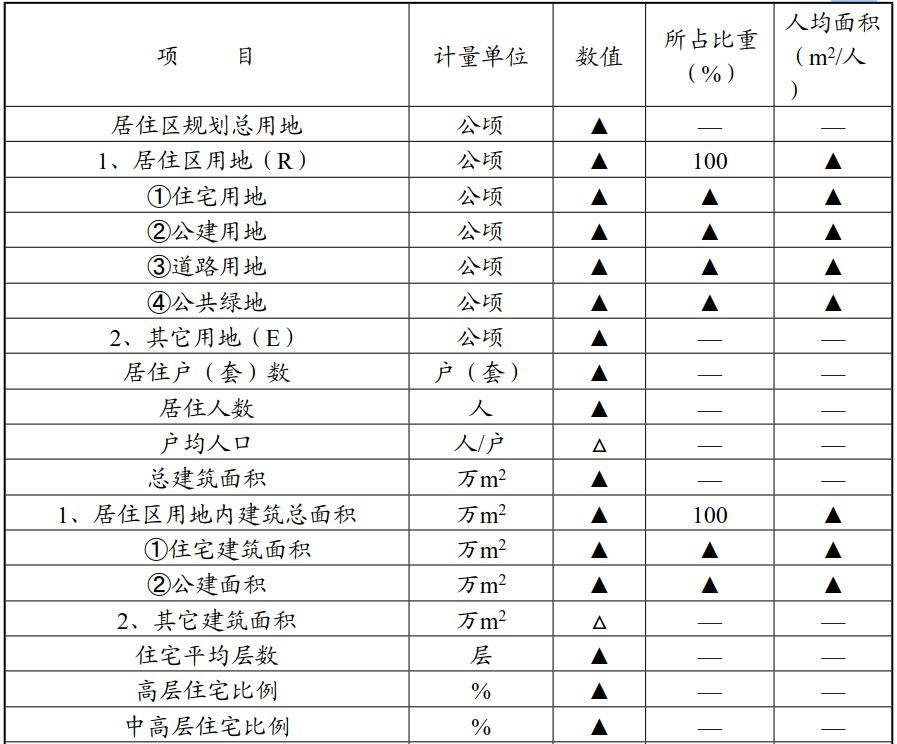 项 目 计量单位 数值 所占比重（%） 人均面积（m²/人）
居住区规划总用地 公顷 ▲ — —
1、居住区用地（R） 公顷 ▲ 100 ▲
①住宅用地 公顷 ▲ ▲ ▲
②公建用地 公顷 ▲ ▲ ▲
③道路用地 公顷 ▲ ▲ ▲
④公共绿地 公顷 ▲ ▲ ▲
2、其它用地（E） 公顷 ▲ — —
居住户（套）数 户（套） ▲ — —
居住人数 人 ▲ — —
户均人口 人/户 △ — —
总建筑面积 万m² ▲ — —
1、居住区用地内建筑总面积 万m² ▲ 100 ▲
①住宅建筑面积 万m² ▲ ▲ ▲
②公建面积 万m² ▲ ▲ ▲
2、其它建筑面积 万m² △ — —
住宅平均层数 层 ▲ — —
高层住宅比例 % ▲ — —
中高层住宅比例 % ▲ — —